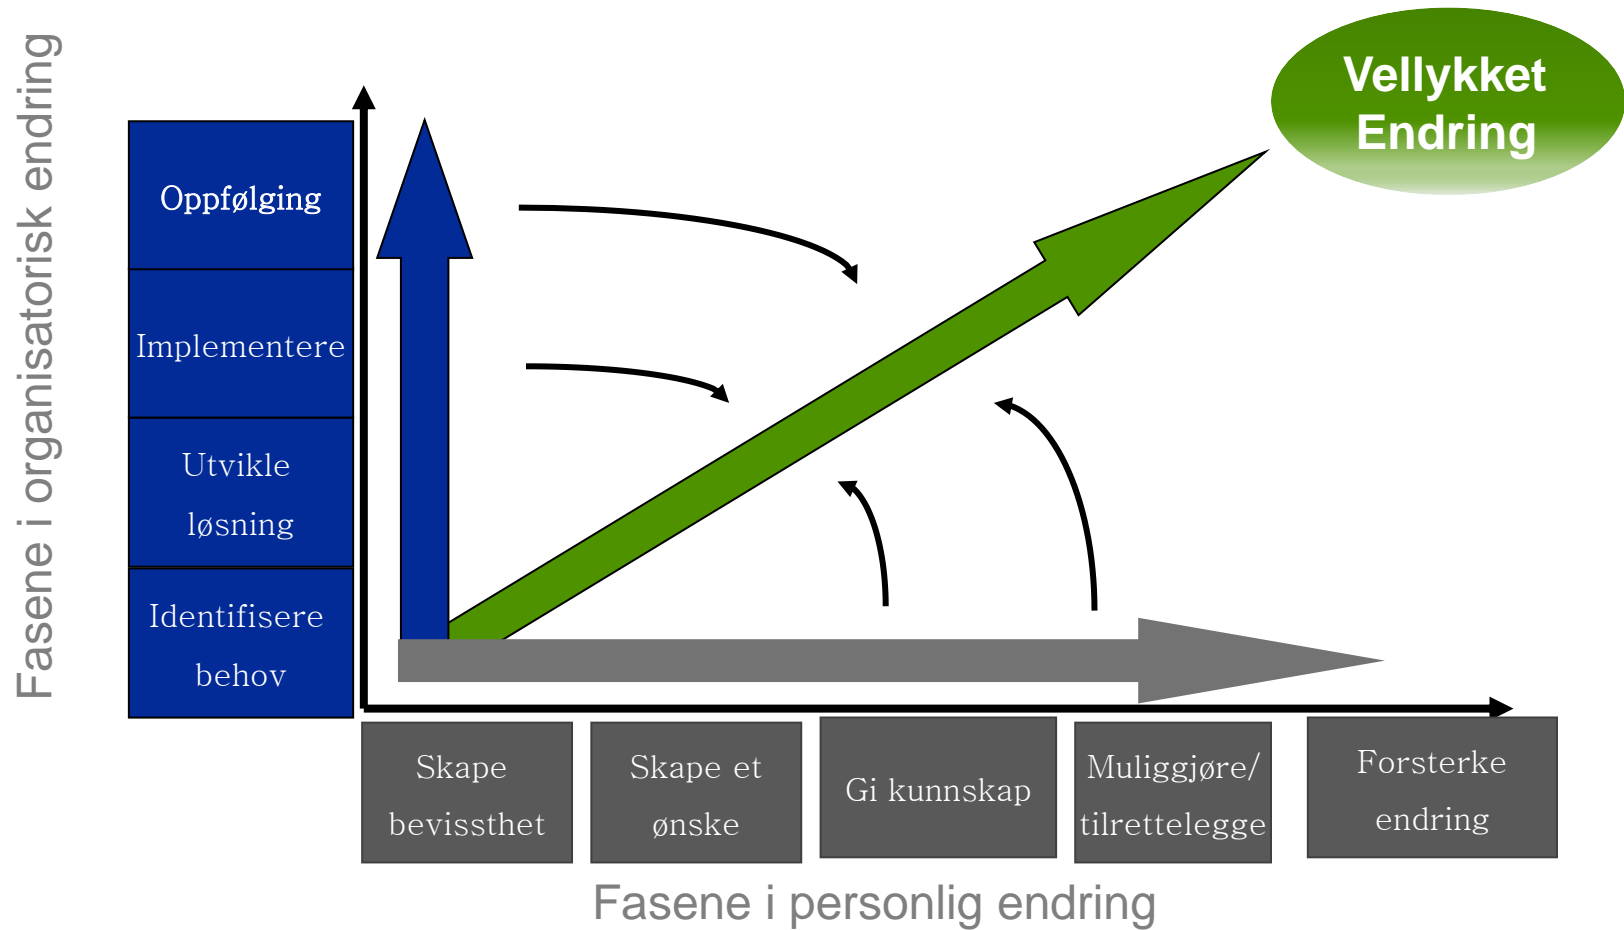 Fasene i organisatorisk endring
Vellykket
Endring
Oppfølging
Implementere
Utvikle
løsning
Identifisere
behov
Skape
bevissthet
Skape et
ønske
Gi kunnskap
Muliggjøre/
tilrettelegge
Forsterke
endring
Fasene i personlig endring